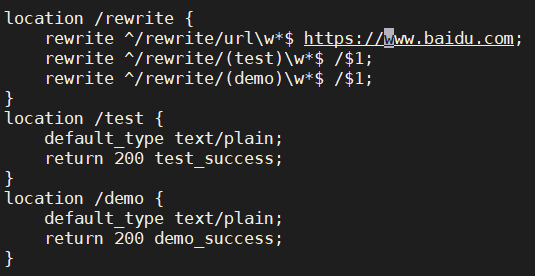 location /rewrite {
    rewrite ^/rewrite/url\w*$ https://www.baidu.com;
    rewrite ^/rewrite/(test)\w*$ /$1;
    rewrite ^/rewrite/(demo)\w*$ /$1;
}
location /test {
    default_type text/plain;
    return 200 test_success;
}
location /demo {
    default_type text/plain;
    return 200 demo_success;
}